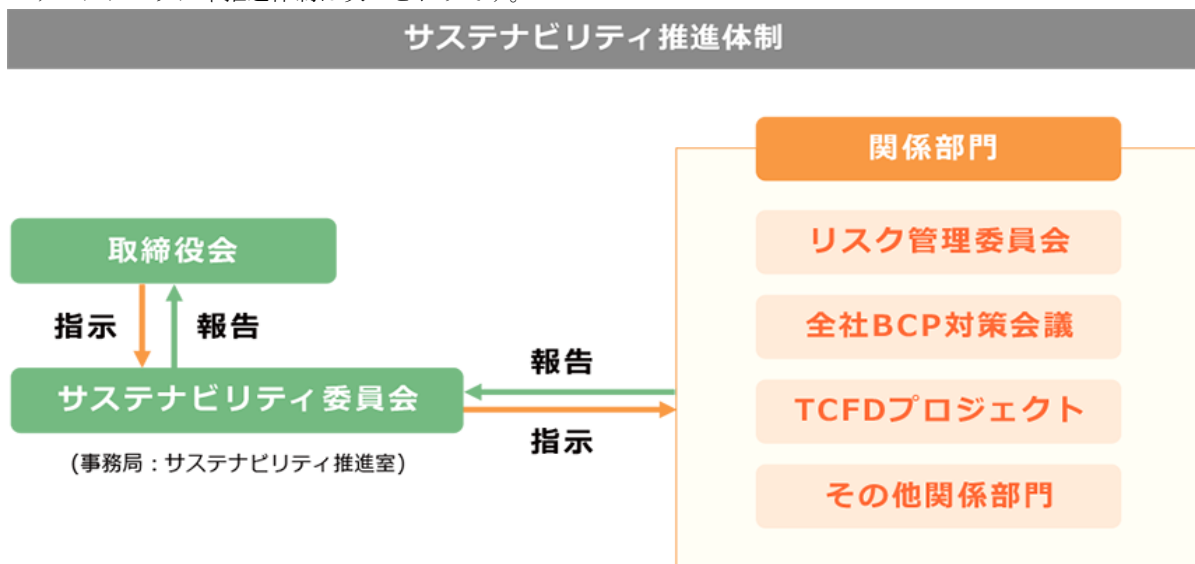 サステナビリティ推進体制
関係部門
リスク管理委員会
取締役会
指示
報告
全社BCP対策会議
報告
サステナビリティ委員会
TCFDプロジェクト
指示
(事務局：サステナビリティ推進室)
その他関係部門